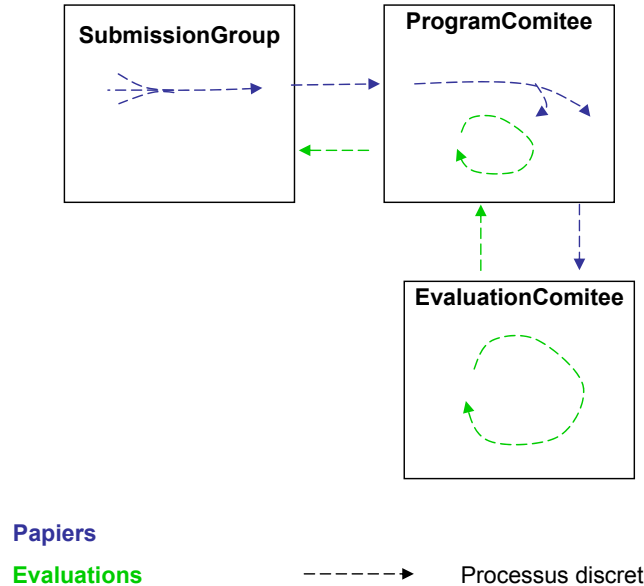 SubmissionGroup
ProgramComitee
EvaluationComitee
Papiers
Evaluations
Processus discret